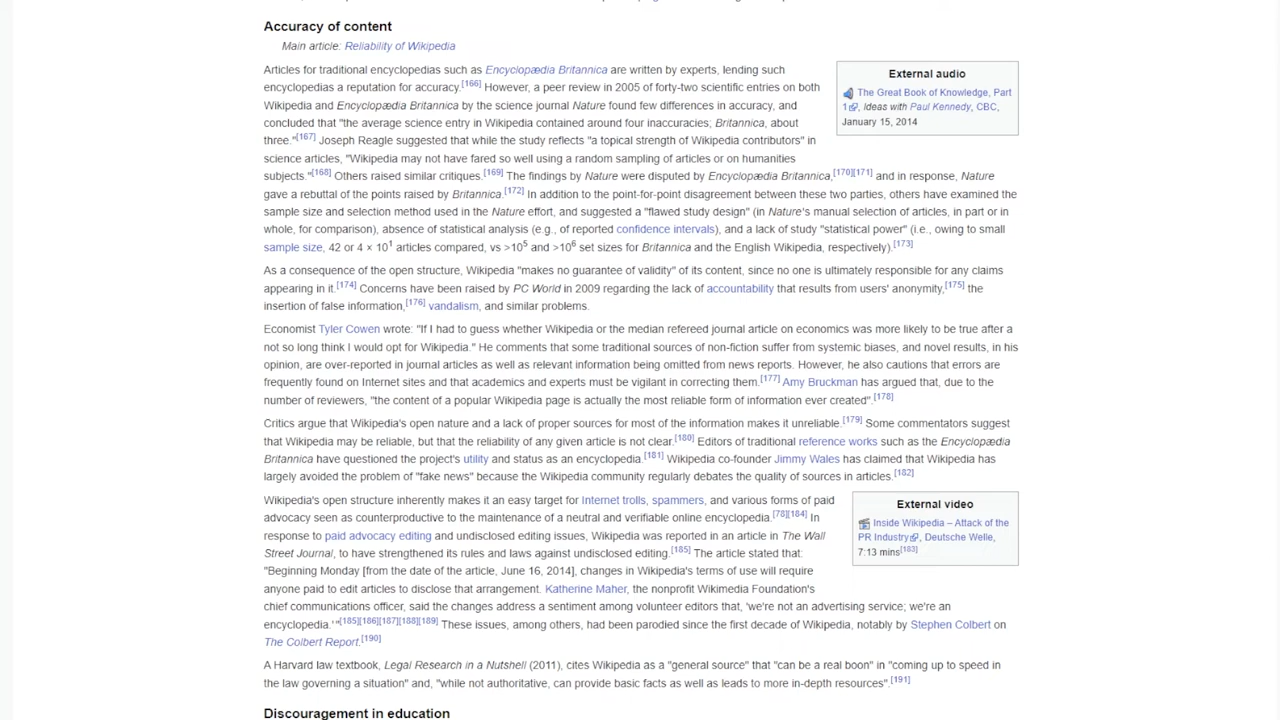 Accuracy of content
Main article: Reliability of Wikipedia
Articles for traditional encyclopedias such as Encyclopædia Britannica are written by experts, lending such
encyclopedias a reputation for accuracy.[166] However, a peer review in 2005 of forty-two scientific entries on both
Wikipedia and Encyclopædia Britannica by the science journal Nature found few differences in accuracy, and
concluded that "the average science entry in Wikipedia contained around four inaccuracies; Britannica, about
three."[167] Joseph Reagle suggested that while the study reflects "a topical strength of Wikipedia contributors" in
science articles, "Wikipedia may not have fared so well using a random sampling of articles or on humanities
subjects."[168] Others raised similar critiques.[169] The findings by Nature were disputed by Encyclopædia Britannica,[170][171] and in response, Nature
gave a rebuttal of the points raised by Britannica.[172] In addition to the point-for-point disagreement between these two parties, others have examined the
sample size and selection method used in the Nature effort, and suggested a "flawed study design" (in Nature's manual selection of articles, in part or in
whole, for comparison), absence of statistical analysis (e.g., of reported confidence intervals), and a lack of study "statistical power" (i.e., owing to small
sample size, 42 or 4 × 10¹ articles compared, vs >10⁵ and >10⁶ set sizes for Britannica and the English Wikipedia, respectively).[173]
External audio
The Great Book of Knowledge, Part
1, Ideas with Paul Kennedy, CBC,
January 15, 2014
As a consequence of the open structure, Wikipedia "makes no guarantee of validity" of its content, since no one is ultimately responsible for any claims
appearing in it.[174] Concerns have been raised by PC World in 2009 regarding the lack of accountability that results from users' anonymity,[175] the
insertion of false information,[176] vandalism, and similar problems.
Economist Tyler Cowen wrote: "If I had to guess whether Wikipedia or the median refereed journal article on economics was more likely to be true after a
not so long think I would opt for Wikipedia." He comments that some traditional sources of non-fiction suffer from systemic biases, and novel results, in his
opinion, are over-reported in journal articles as well as relevant information being omitted from news reports. However, he also cautions that errors are
frequently found on Internet sites and that academics and experts must be vigilant in correcting them.[177] Amy Bruckman has argued that, due to the
number of reviewers, "the content of a popular Wikipedia page is actually the most reliable form of information ever created".[178]
Critics argue that Wikipedia's open nature and a lack of proper sources for most of the information makes it unreliable.[179] Some commentators suggest
that Wikipedia may be reliable, but that the reliability of any given article is not clear.[180] Editors of traditional reference works such as the Encyclopædia
Britannica have questioned the project's utility and status as an encyclopedia.[181] Wikipedia co-founder Jimmy Wales has claimed that Wikipedia has
largely avoided the problem of "fake news" because the Wikipedia community regularly debates the quality of sources in articles.[182]
Wikipedia's open structure inherently makes it an easy target for Internet trolls, spammers, and various forms of paid
advocacy seen as counterproductive to the maintenance of a neutral and verifiable online encyclopedia.[78][184] In
response to paid advocacy editing and undisclosed editing issues, Wikipedia was reported in an article in The Wall
Street Journal, to have strengthened its rules and laws against undisclosed editing.[185] The article stated that:
"Beginning Monday [from the date of the article, June 16, 2014], changes in Wikipedia's terms of use will require
anyone paid to edit articles to disclose that arrangement. Katherine Maher, the nonprofit Wikimedia Foundation's
chief communications officer, said the changes address a sentiment among volunteer editors that, 'we're not an advertising service; we're an
encyclopedia.'"[185][186][187][188][189] These issues, among others, had been parodied since the first decade of Wikipedia, notably by Stephen Colbert on
The Colbert Report.[190]
External video
Inside Wikipedia – Attack of the
PR Industry, Deutsche Welle,
7:13 mins[183]
A Harvard law textbook, Legal Research in a Nutshell (2011), cites Wikipedia as a "general source" that "can be a real boon" in "coming up to speed in
the law governing a situation" and, "while not authoritative, can provide basic facts as well as leads to more in-depth resources".[191]
Discouragement in education